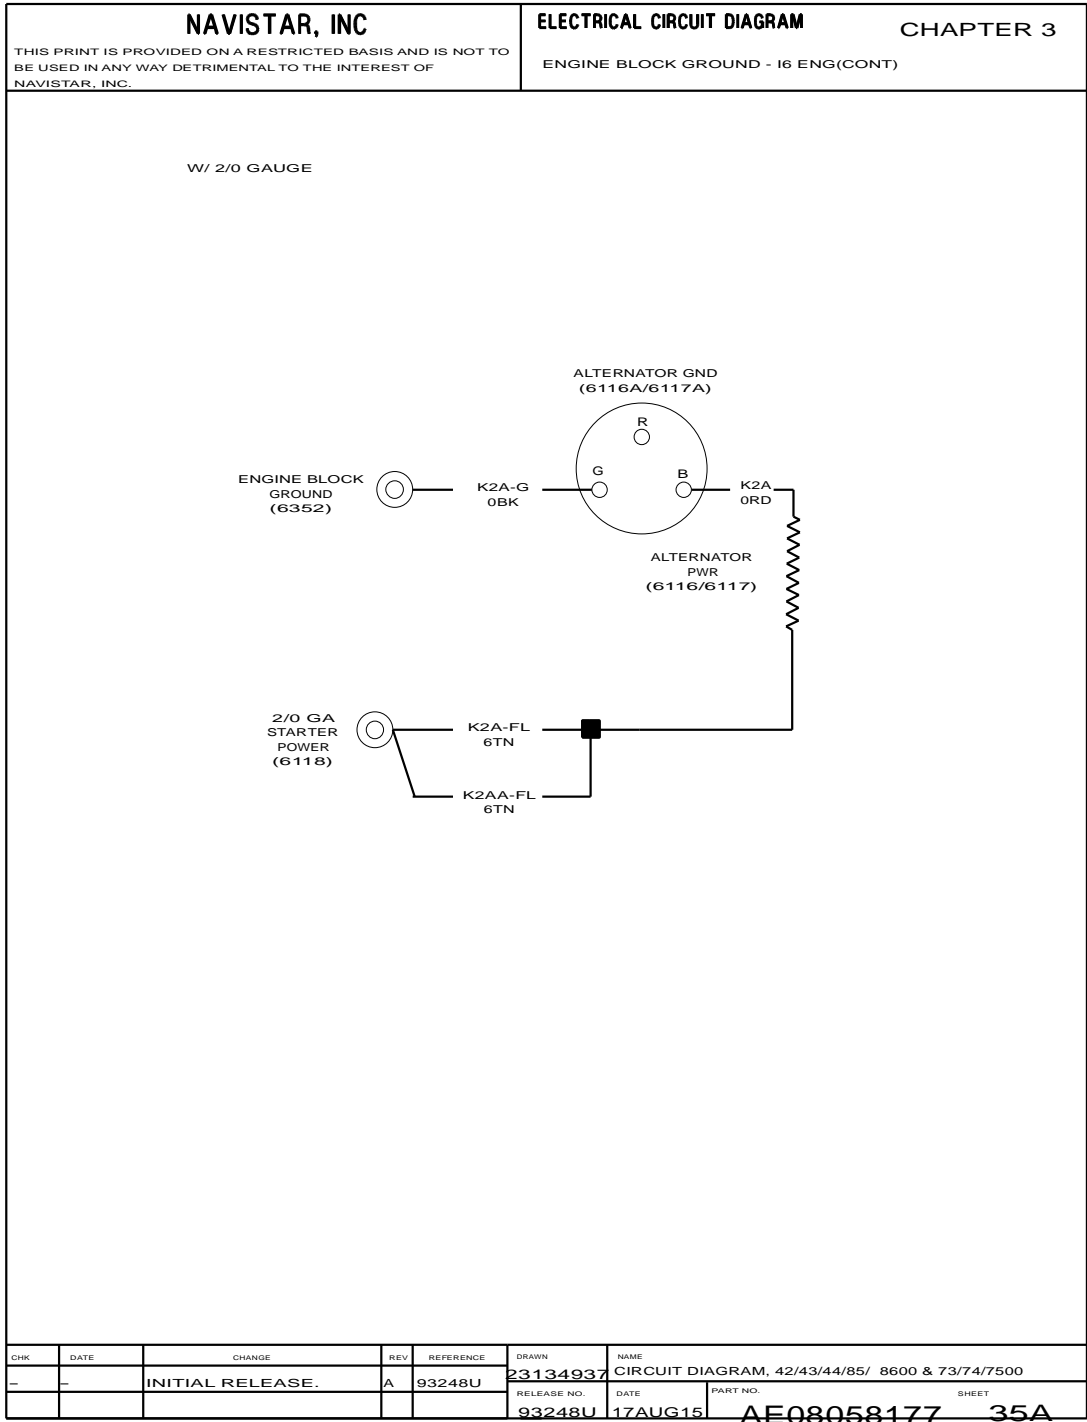 NAVISTAR, INC
THIS PRINT IS PROVIDED ON A RESTRICTED BASIS AND IS NOT TO
BE USED IN ANY WAY DETRIMENTAL TO THE INTEREST OF
NAVISTAR, INC.
ELECTRICAL CIRCUIT DIAGRAM
CHAPTER 3
ENGINE BLOCK GROUND - I6 ENG(CONT)
W/ 2/0 GAUGE
ALTERNATOR GND
(6116A/6117A)
R
G
B
ENGINE BLOCK
GROUND
(6352)
K2A-G
0BK
K2A
0RD
ALTERNATOR
PWR
(6116/6117)
2/0 GA
STARTER
POWER
(6118)
K2A-FL
6TN
K2AA-FL
6TN
CHK DATE CHANGE REV REFERENCE
– – INITIAL RELEASE. A 93248U
DRAWN
23134937
NAME
CIRCUIT DIAGRAM, 42/43/44/85/ 8600 & 73/74/7500
RELEASE NO.
93248U
DATE
17AUG15
PART NO.
AE08058177
SHEET
35A